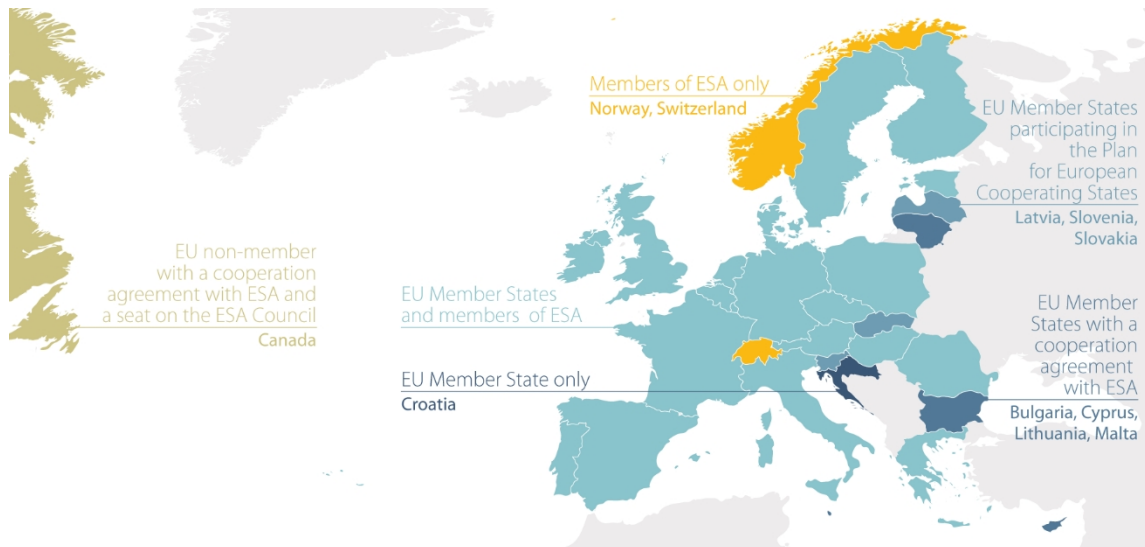 Members of ESA only
Norway, Switzerland
EU Member States
participating in
the Plan
for European
Cooperating States
Latvia, Slovenia,
Slovakia
EU non-member
with a cooperation
agreement with ESA and
a seat on the ESA Council
Canada
EU Member States
and members of ESA
EU Member State only
Croatia
EU Member
States with a
cooperation
agreement
with ESA
Bulgaria, Cyprus,
Lithuania, Malta